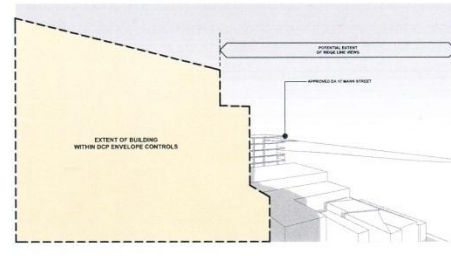 POTENTIAL EXTENT
OF RIDGE LINE VIEWS
APPROVED DA 17 MANN STREET
EXTENT OF BUILDING
WITHIN DCP ENVELOPE CONTROLS